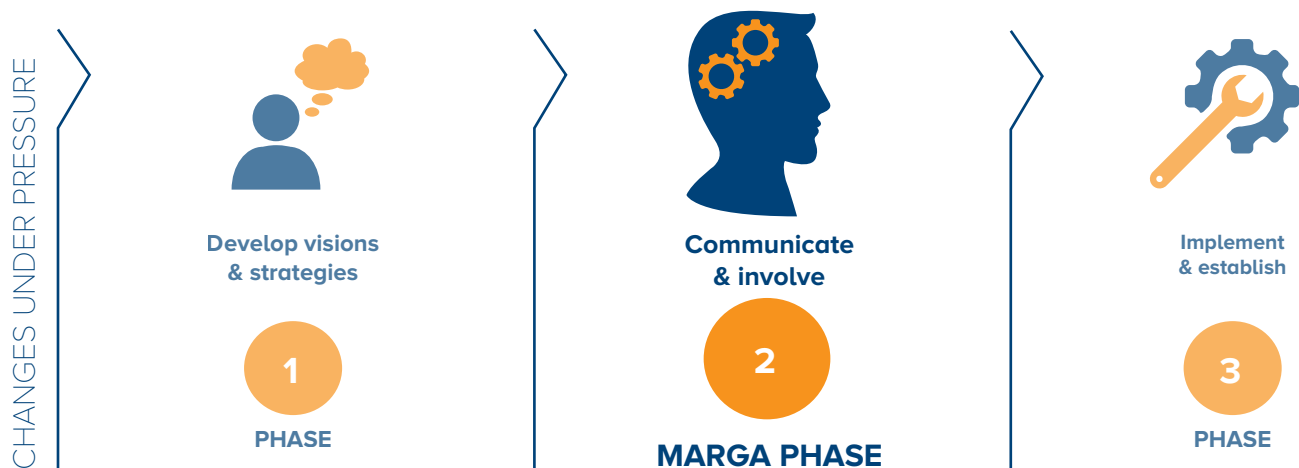 CHANGES UNDER PRESSURE
Develop visions
& strategies
1
PHASE
Communicate
& involve
2
MARGA PHASE
Implement
& establish
3
PHASE